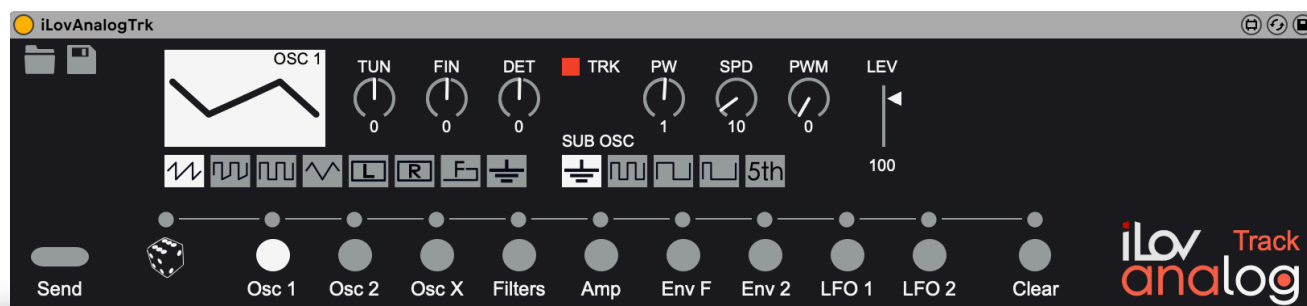 iLovAnalogTrk
OSC 1
TUN FIN DET TRK PW SPD PWM LEV
0 0 0 1 10 0
SUB OSC
L R F 5th
100
Send Osc 1 Osc 2 Osc X Filters Amp Env F Env 2 LFO 1 LFO 2 Clear
iLov Track
analog